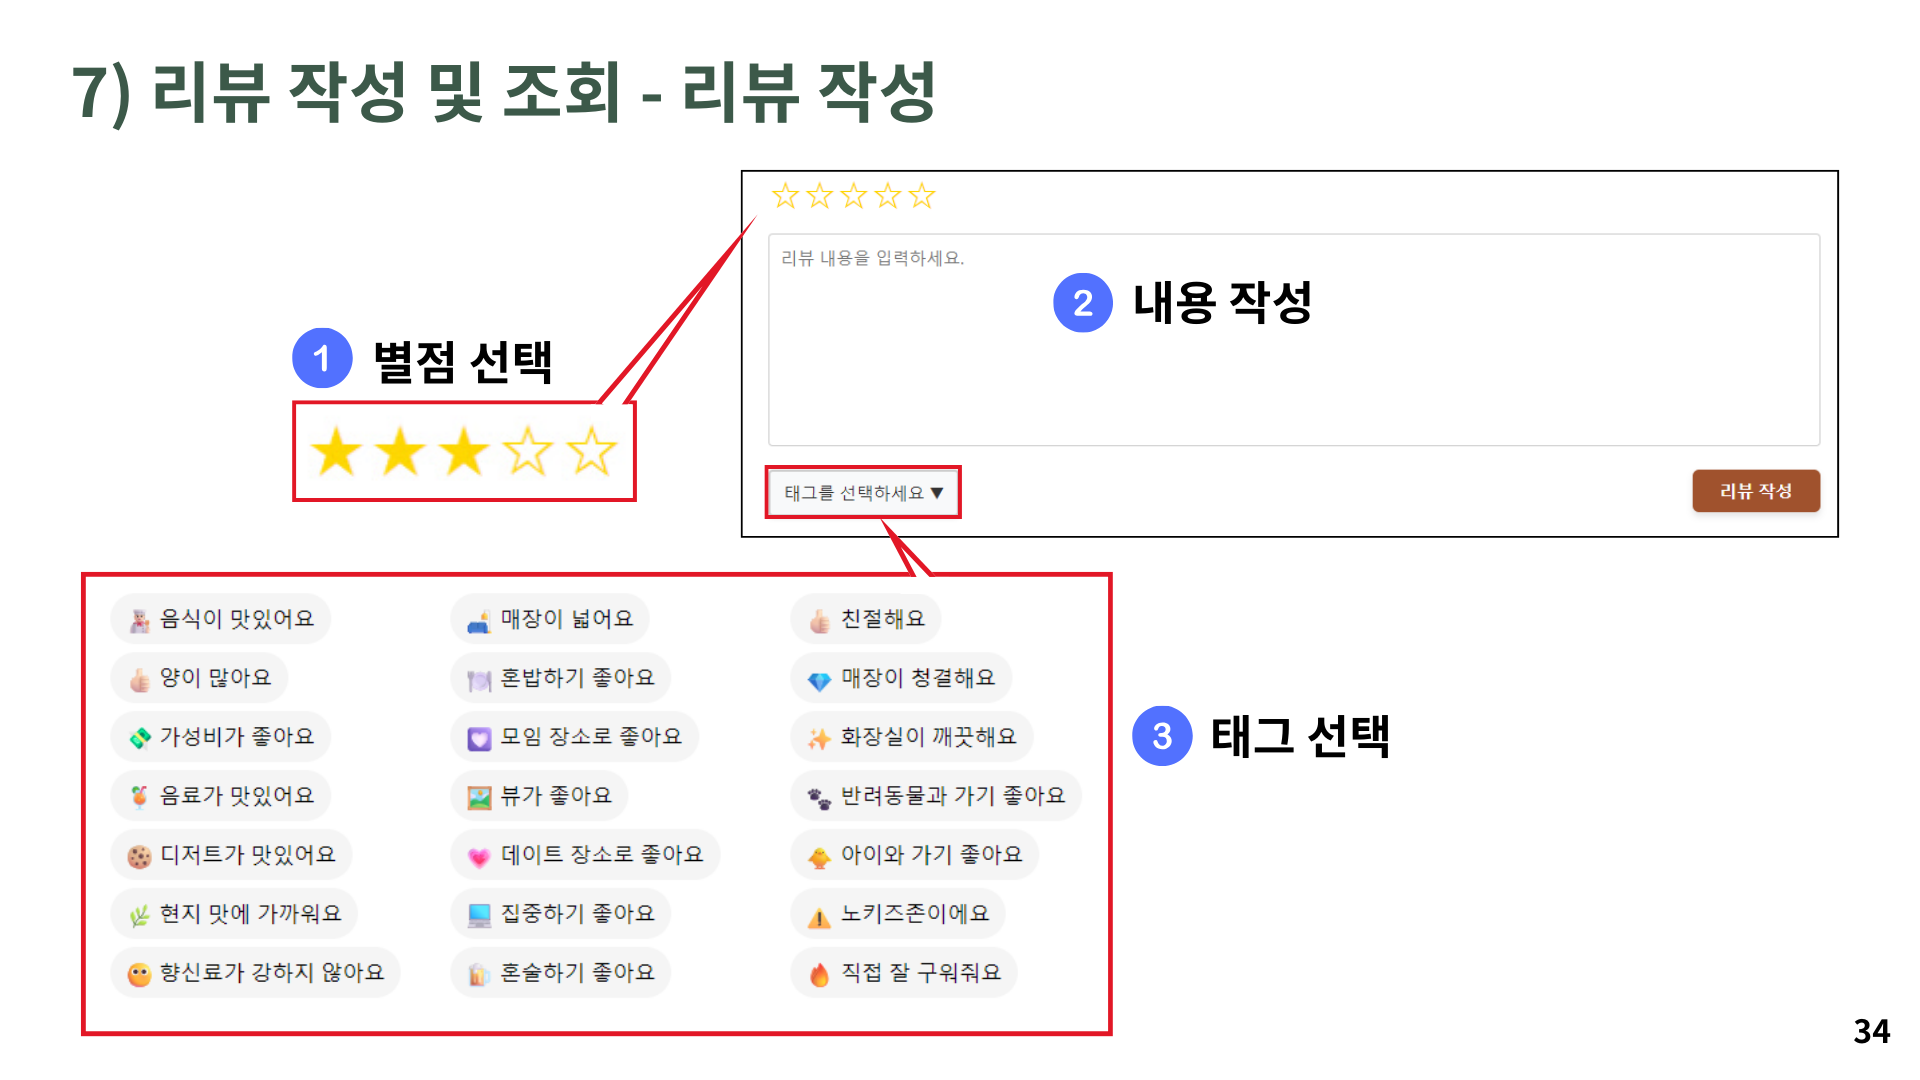 7) 리뷰 작성 및 조회 - 리뷰 작성
리뷰 내용을 입력하세요.
2 내용 작성
1 별점 선택
태그를 선택하세요 ▼
리뷰 작성
음식이 맛있어요
매장이 넓어요
친절해요
양이 많아요
혼밥하기 좋아요
매장이 청결해요
가성비가 좋아요
모임 장소로 좋아요
화장실이 깨끗해요
음료가 맛있어요
뷰가 좋아요
반려동물과 가기 좋아요
디저트가 맛있어요
데이트 장소로 좋아요
아이와 가기 좋아요
현지 맛에 가까워요
집중하기 좋아요
노키즈존이에요
향신료가 강하지 않아요
혼술하기 좋아요
직접 잘 구워줘요
3 태그 선택
34